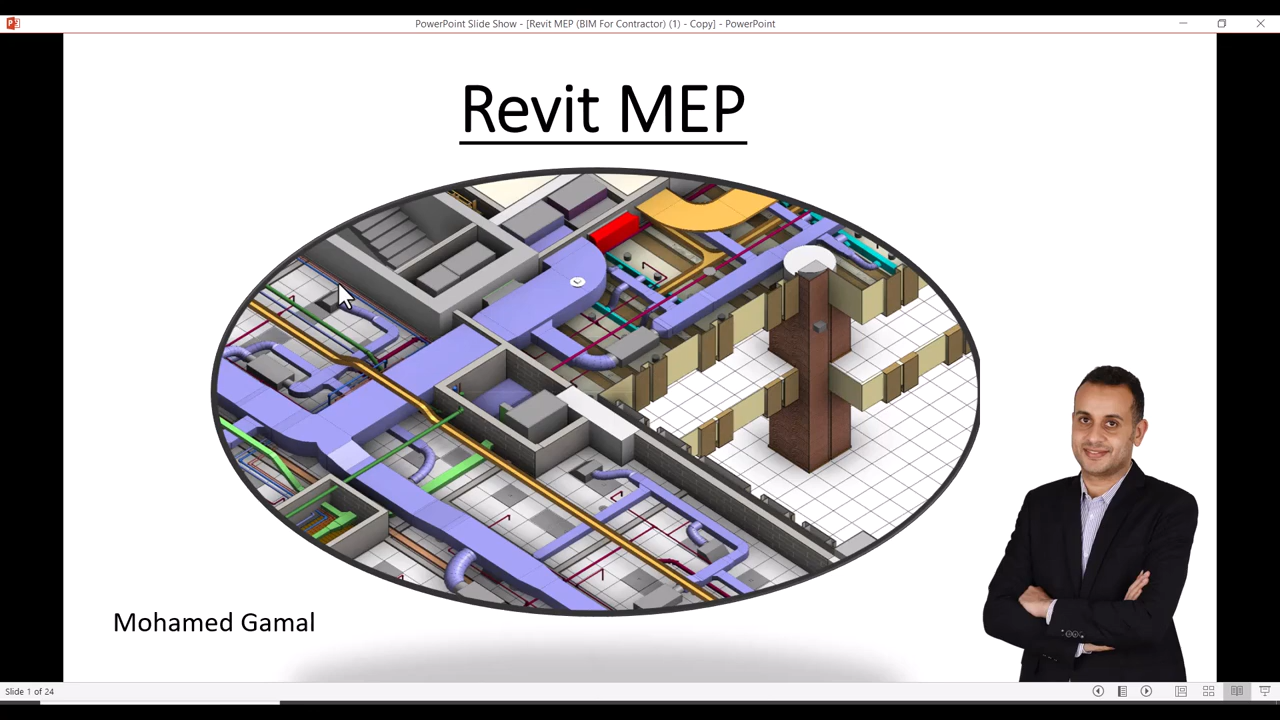 PowerPoint Slide Show - [Revit MEP (BIM For Contractor) (1) - Copy] - PowerPoint
Revit MEP
Mohamed Gamal
Slide 1 of 24